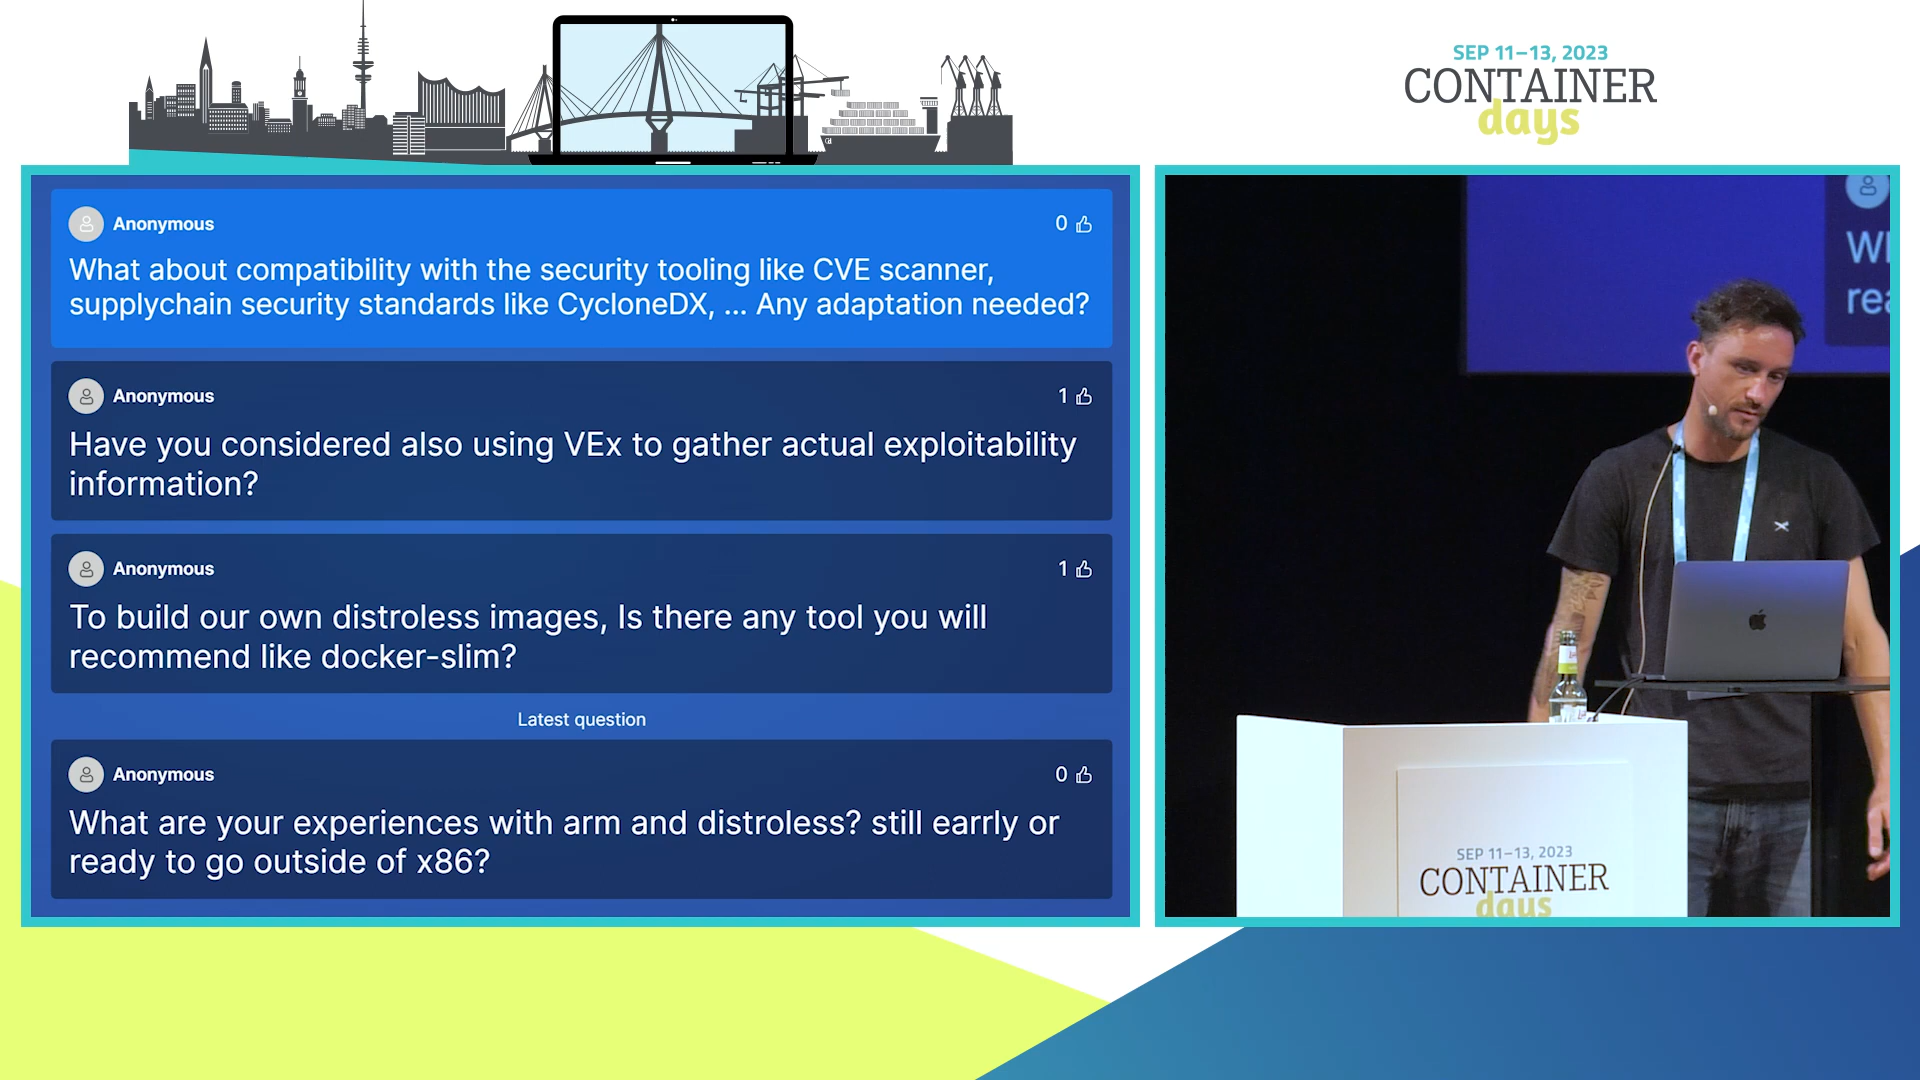 SEP 11–13, 2023
CONTAINER
days
Anonymous
0
What about compatibility with the security tooling like CVE scanner,
supplychain security standards like CycloneDX, ... Any adaptation needed?
Anonymous
1
Have you considered also using VEx to gather actual exploitability
information?
Anonymous
1
To build our own distroless images, Is there any tool you will
recommend like docker-slim?
Latest question
Anonymous
0
What are your experiences with arm and distroless? still earrly or
ready to go outside of x86?
SEP 11–13, 2023
CONTAINER
days